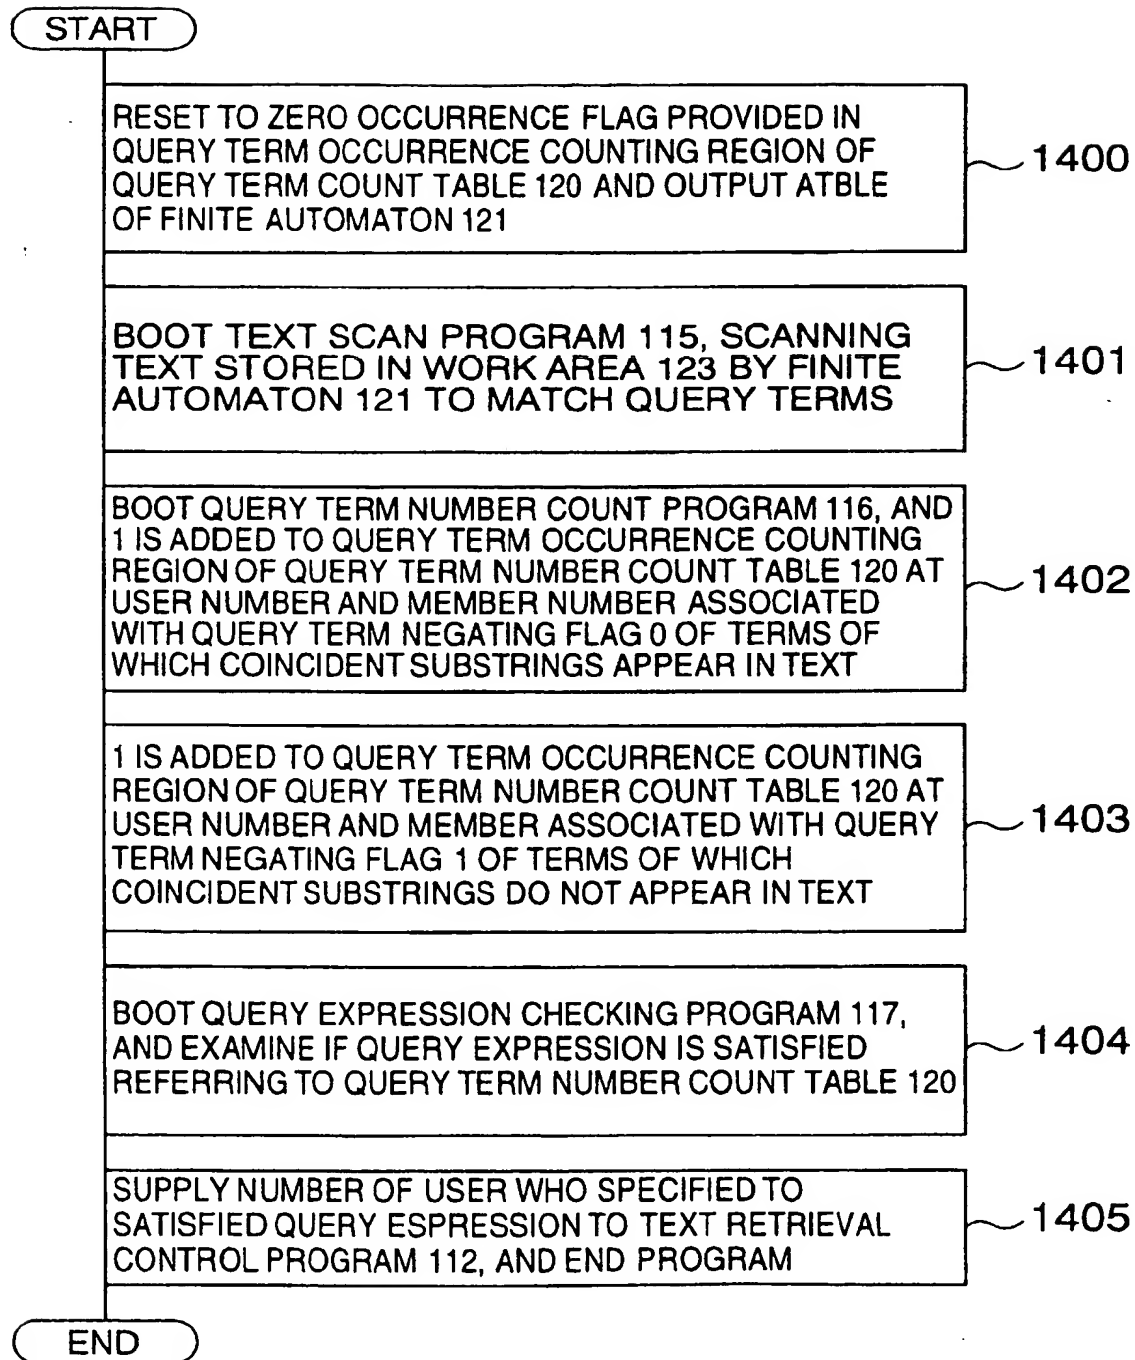 START
RESET TO ZERO OCCURRENCE FLAG PROVIDED IN
QUERY TERM OCCURRENCE COUNTING REGION OF
QUERY TERM COUNT TABLE 120 AND OUTPUT ATBLE
OF FINITE AUTOMATON 121
1400
BOOT TEXT SCAN PROGRAM 115, SCANNING
TEXT STORED IN WORK AREA 123 BY FINITE
AUTOMATON 121 TO MATCH QUERY TERMS
1401
BOOT QUERY TERM NUMBER COUNT PROGRAM 116, AND
1 IS ADDED TO QUERY TERM OCCURRENCE COUNTING
REGION OF QUERY TERM NUMBER COUNT TABLE 120 AT
USER NUMBER AND MEMBER NUMBER ASSOCIATED
WITH QUERY TERM NEGATING FLAG 0 OF TERMS OF
WHICH COINCIDENT SUBSTRINGS APPEAR IN TEXT
1402
1 IS ADDED TO QUERY TERM OCCURRENCE COUNTING
REGION OF QUERY TERM NUMBER COUNT TABLE 120 AT
USER NUMBER AND MEMBER ASSOCIATED WITH QUERY
TERM NEGATING FLAG 1 OF TERMS OF WHICH
COINCIDENT SUBSTRINGS DO NOT APPEAR IN TEXT
1403
BOOT QUERY EXPRESSION CHECKING PROGRAM 117,
AND EXAMINE IF QUERY EXPRESSION IS SATISFIED
REFERRING TO QUERY TERM NUMBER COUNT TABLE 120
1404
SUPPLY NUMBER OF USER WHO SPECIFIED TO
SATISFIED QUERY ESPRESSION TO TEXT RETRIEVAL
CONTROL PROGRAM 112, AND END PROGRAM
1405
END